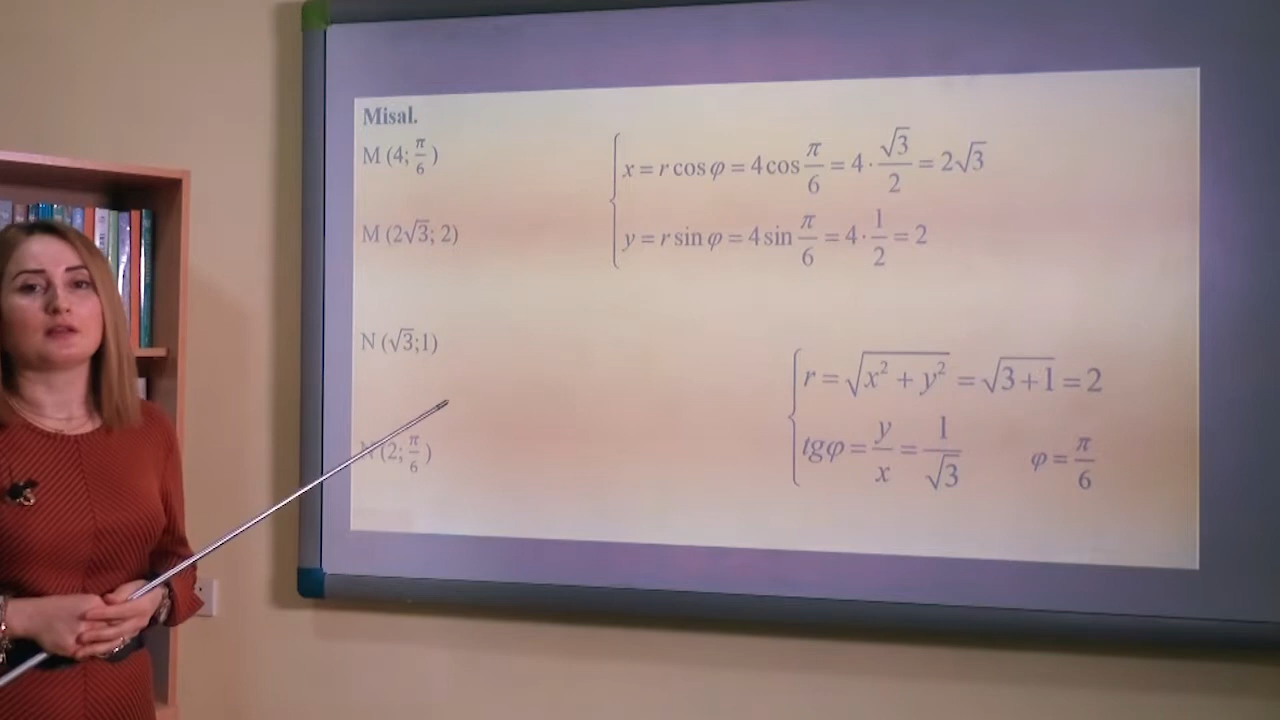 Misal.
M (4; π/6)
x = r cos φ = 4 cos π/6 = 4 · √3/2 = 2√3
M (2√3; 2)
y = r sin φ = 4 sin π/6 = 4 · 1/2 = 2
N (√3;1)
r = √(x² + y²) = √(3+1) = 2
N (2; π/6)
tgφ = y/x = 1/√3 φ = π/6